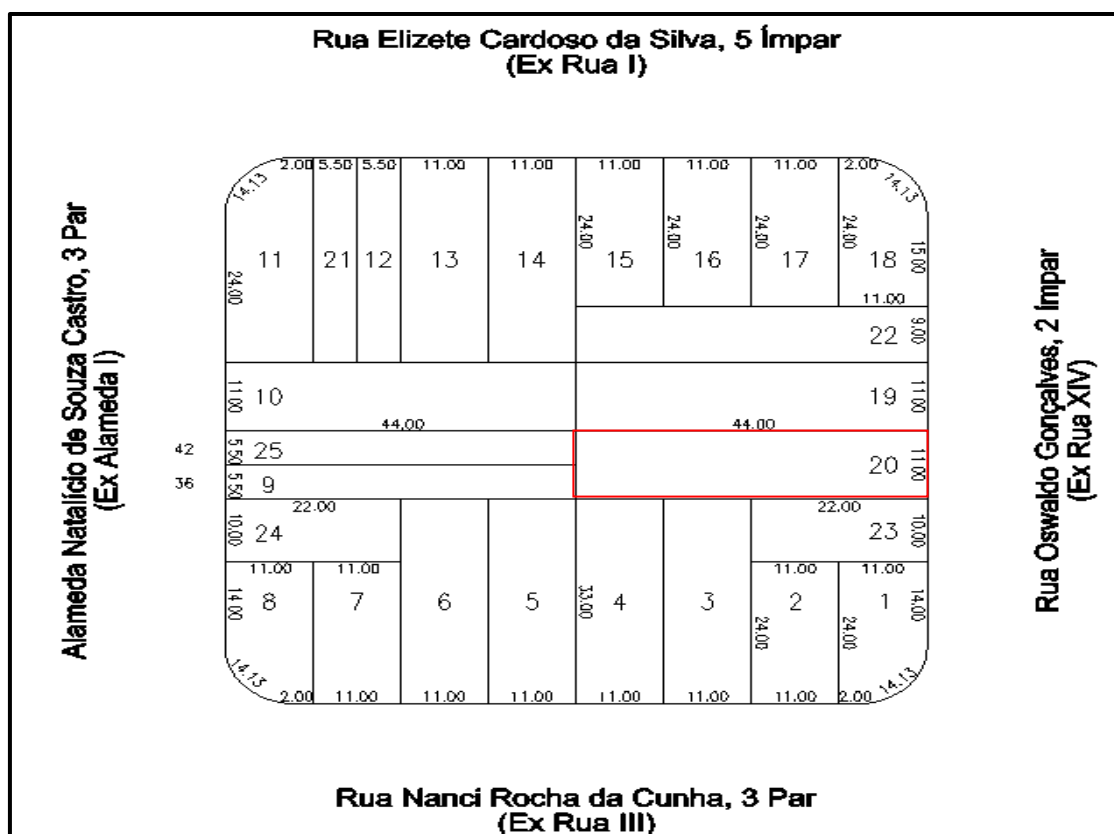 Rua Elizete Cardoso da Silva, 5 Ímpar
(Ex Rua I)
Alameda Natalício de Souza Castro, 3 Par
(Ex Alameda I)
2.00 5.50 5.50 11.00 11.00 11.00 11.00 11.00 2.00
14.13 14.13
24.00 24.00 24.00 24.00 24.00 15.00
11 21 12 13 14 15 16 17 18
11.00
22 9.00
11.00 10 19 11.00
44.00 44.00
42 5.50 25
20 11.00
36 5.50 9
22.00 22.00
10.00 24 23 10.00
11.00 11.00 11.00 11.00
14.00 8 7 6 5 33.00 4 3 2 1 14.00
24.00 24.00
14.13 14.13
2.00 11.00 11.00 11.00 11.00 11.00 11.00 2.00
Rua Oswaldo Gonçalves, 2 Ímpar
(Ex Rua XIV)
Rua Nanci Rocha da Cunha, 3 Par
(Ex Rua III)